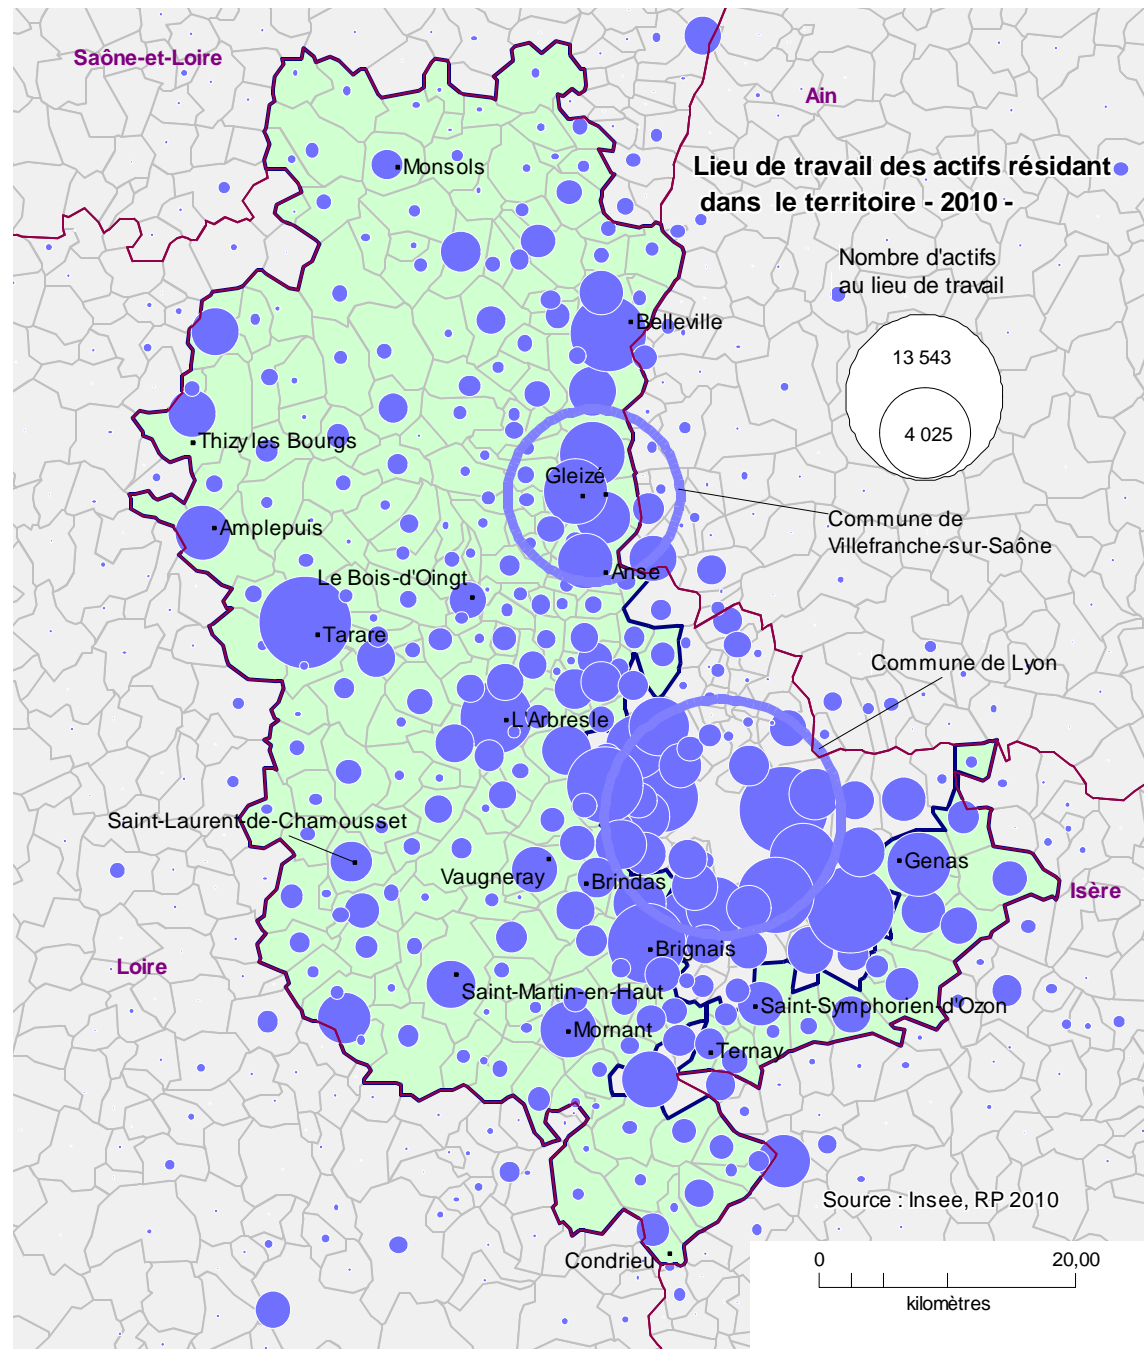 Saône-et-Loire
Ain
Lieu de travail des actifs résidant
dans le territoire - 2010 -
Monsols
Nombre d'actifs
au lieu de travail
13 543
4 025
Belleville
Thizy les Bourgs
Gleizé
Commune de
Villefranche-sur-Saône
Amplepuis
Anse
Le Bois-d'Oingt
Tarare
Commune de Lyon
L'Arbresle
Saint-Laurent-de-Chamousset
Genas
Vaugneray
Brindas
Isère
Brignais
Loire
Saint-Martin-en-Haut
Saint-Symphorien-d'Ozon
Mornant
Ternay
Source : Insee, RP 2010
Condrieu
0 20,00
kilomètres